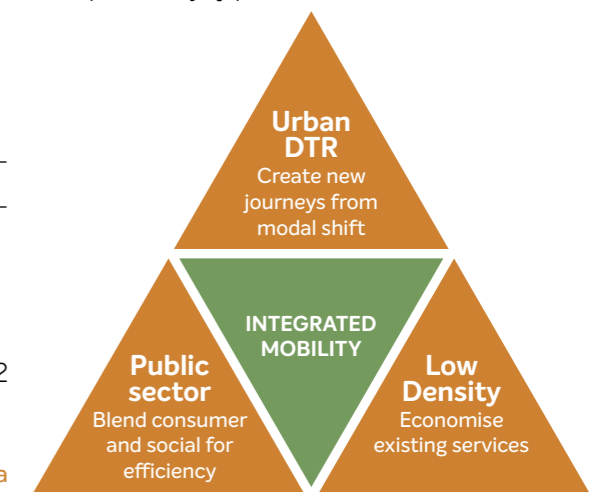 Urban
DTR
Create new
journeys from
modal shift
INTEGRATED
MOBILITY
Public
sector
Blend consumer
and social for
efficiency
Low
Density
Economise
existing services
2
a